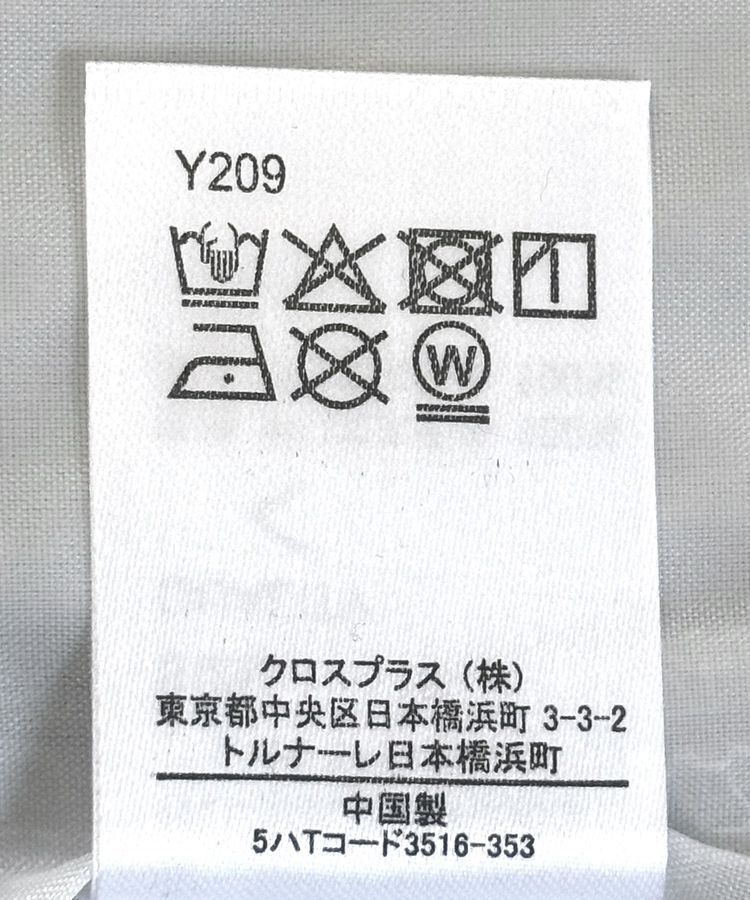 Y209
W
クロスプラス（株）
東京都中央区日本橋浜町 3-3-2
トルナーレ日本橋浜町
中国製
5ハTコード3516-353